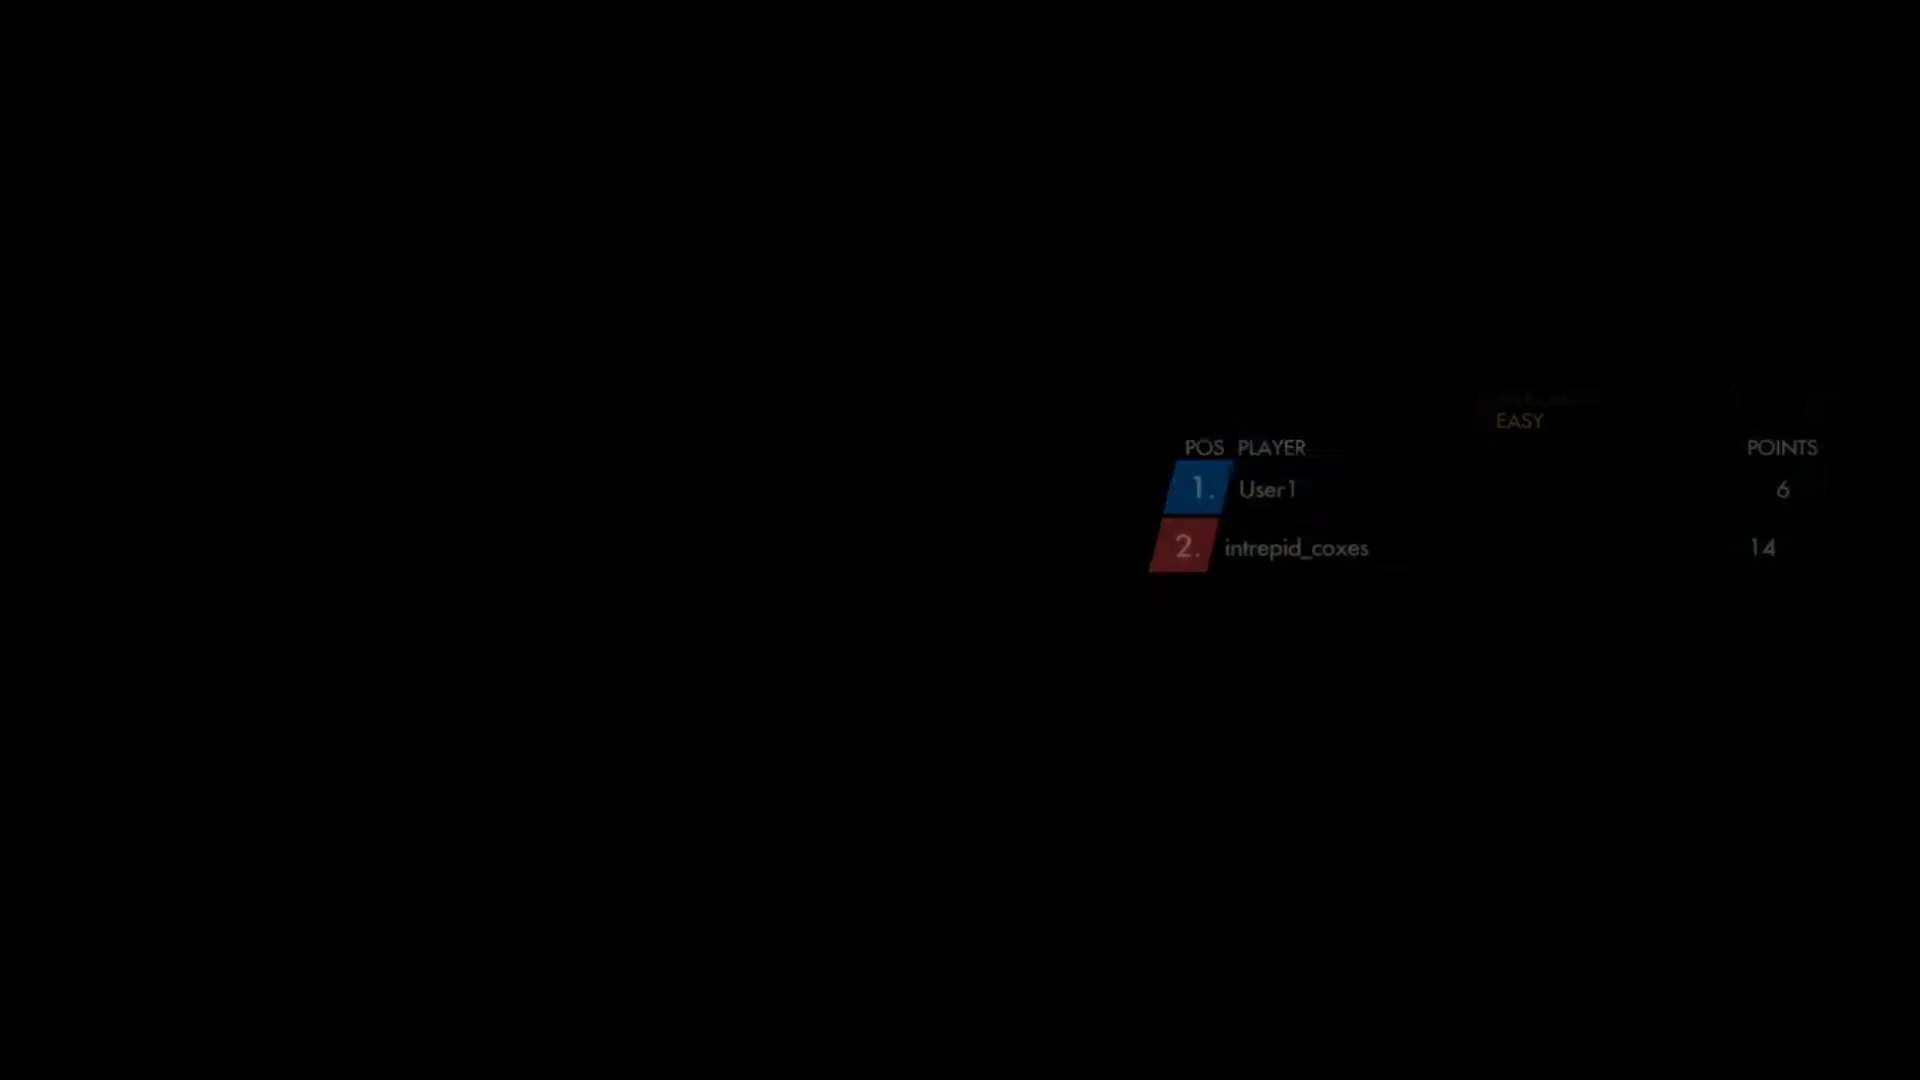 EASY
POS PLAYER POINTS
1. User1 6
2. intrepid_coxes 14